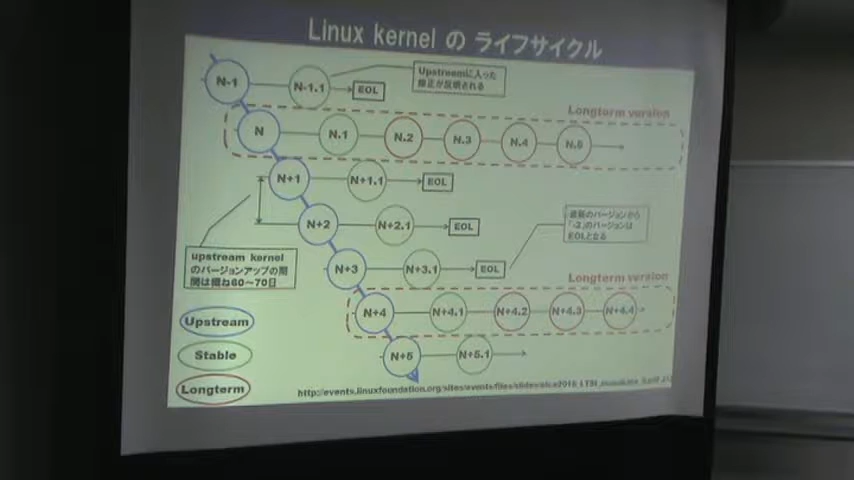 Linux kernel の ライフサイクル
N-1
N-1.1
EOL
Upstreamに入った
修正が反映される
Longterm version
N
N.1
N.2
N.3
N.4
N.5
N+1
N+1.1
EOL
N+2
N+2.1
EOL
最新のバージョンから
「-2」のバージョンは
EOLとなる
upstream kernel
のバージョンアップの期
間は概ね60～70日
N+3
N+3.1
EOL
Longterm version
N+4
N+4.1
N+4.2
N+4.3
N+4.4
Upstream
N+5
N+5.1
Stable
Longterm
http://events.linuxfoundation.org/sites/events/files/slides/